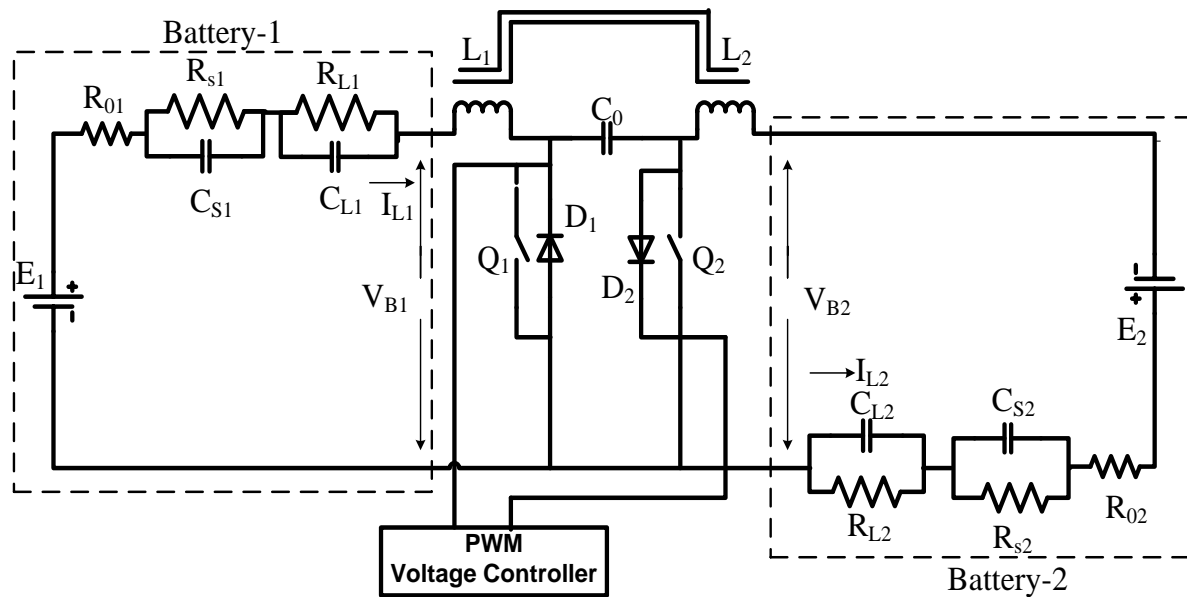 Battery-1
L1
L2
R01
Rs1
RL1
C0
CS1
CL1
IL1
E1
+
-
VB1
Q1
D1
D2
Q2
VB2
-
+
E2
IL2
CL2
CS2
RL2
Rs2
R02
PWM
Voltage Controller
Battery-2